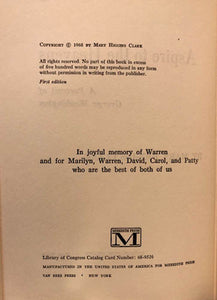 COPYRIGHT © 1968 BY MARY HIGGINS CLARK
All rights reserved. No part of this book in excess
of five hundred words may be reproduced in any form
without permission in writing from the publisher.
First edition
In joyful memory of Warren
and for Marilyn, Warren, David, Carol, and Patty
who are the best of both of us
M
MEREDITH PRESS
Library of Congress Catalog Card Number: 68-9526
MANUFACTURED IN THE UNITED STATES OF AMERICA FOR MEREDITH PRESS
VAN REES PRESS • NEW YORK